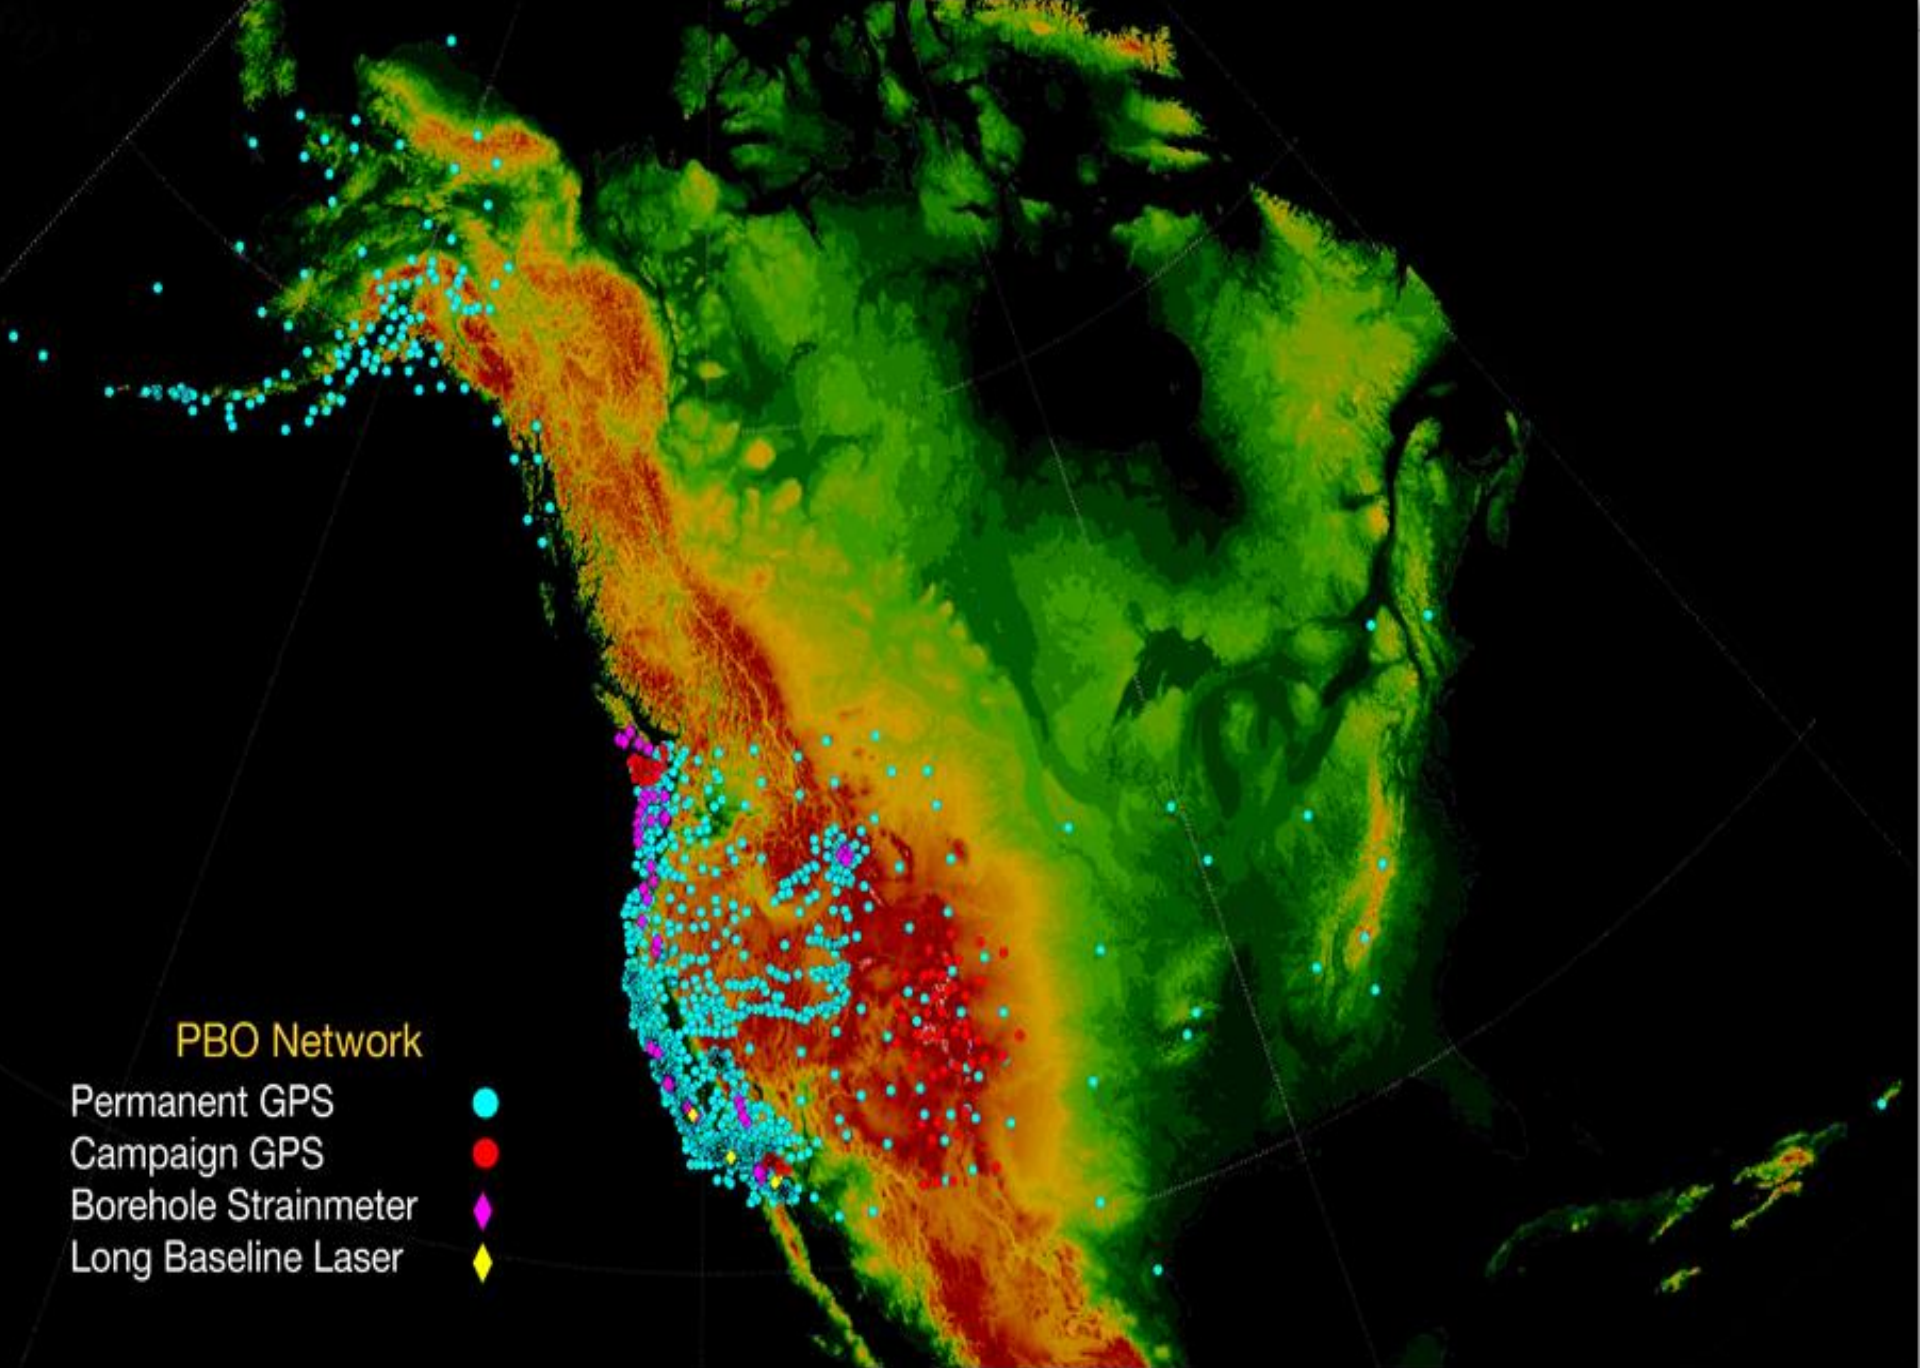 PBO Network
Permanent GPS
Campaign GPS
Borehole Strainmeter
Long Baseline Laser